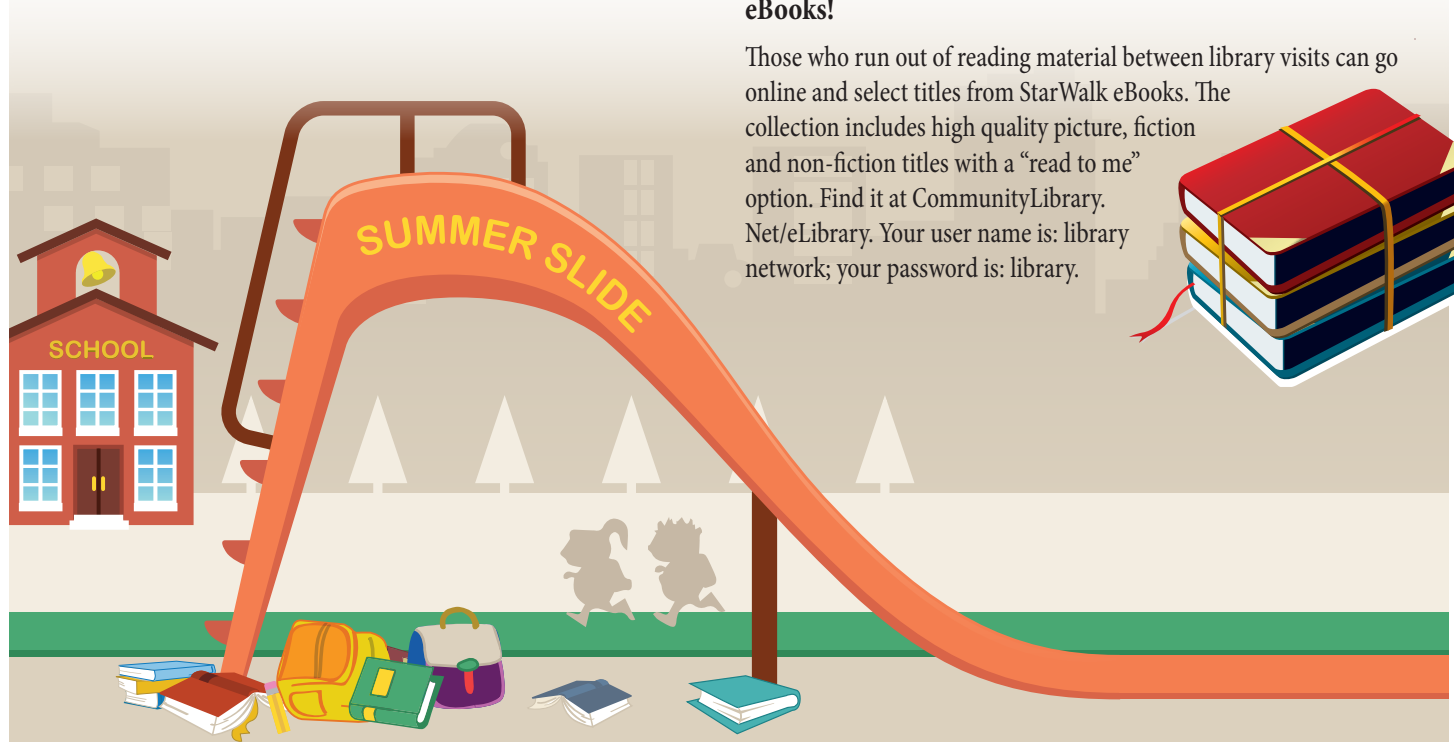 eBooks!
Those who run out of reading material between library visits can go
online and select titles from StarWalk eBooks. The
collection includes high quality picture, fiction
and non-fiction titles with a “read to me”
option. Find it at CommunityLibrary.
Net/eLibrary. Your user name is: library
network; your password is: library.
SUMMER SLIDE
SCHOOL